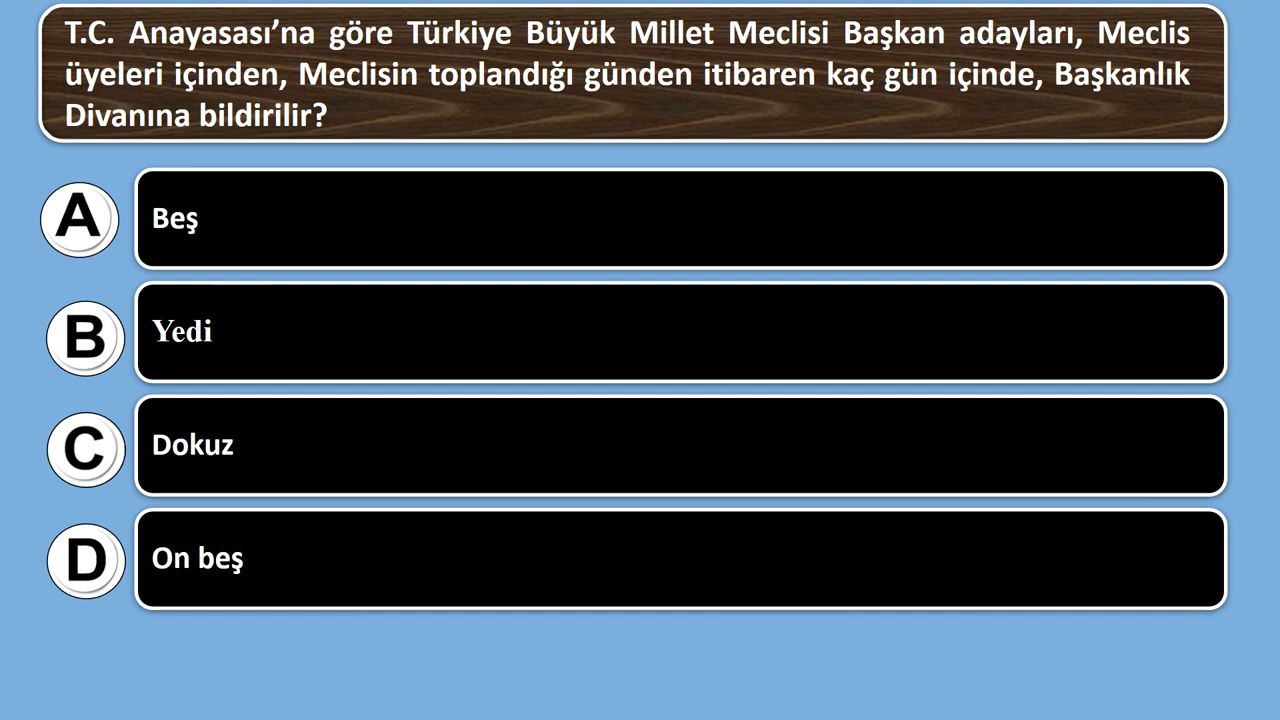 T.C. Anayasası’na göre Türkiye Büyük Millet Meclisi Başkan adayları, Meclis
üyeleri içinden, Meclisin toplandığı günden itibaren kaç gün içinde, Başkanlık
Divanına bildirilir?
A
Beş
B
Yedi
C
Dokuz
D
On beş